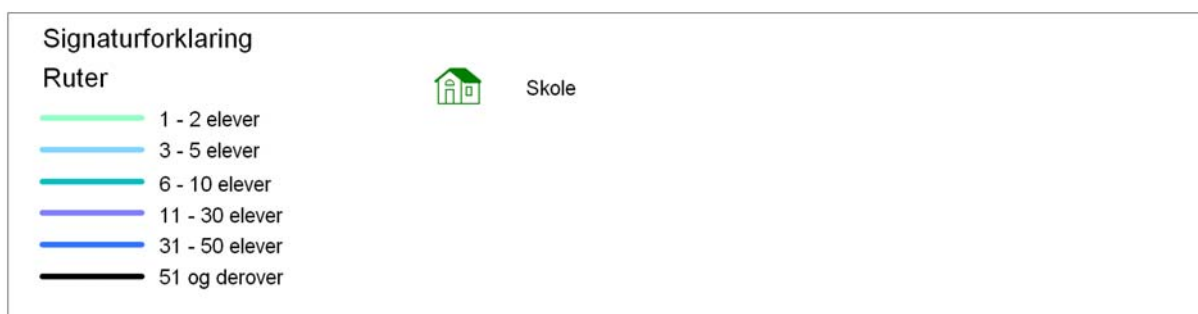 Signaturforklaring
Ruter
Skole
1 - 2 elever
3 - 5 elever
6 - 10 elever
11 - 30 elever
31 - 50 elever
51 og derover